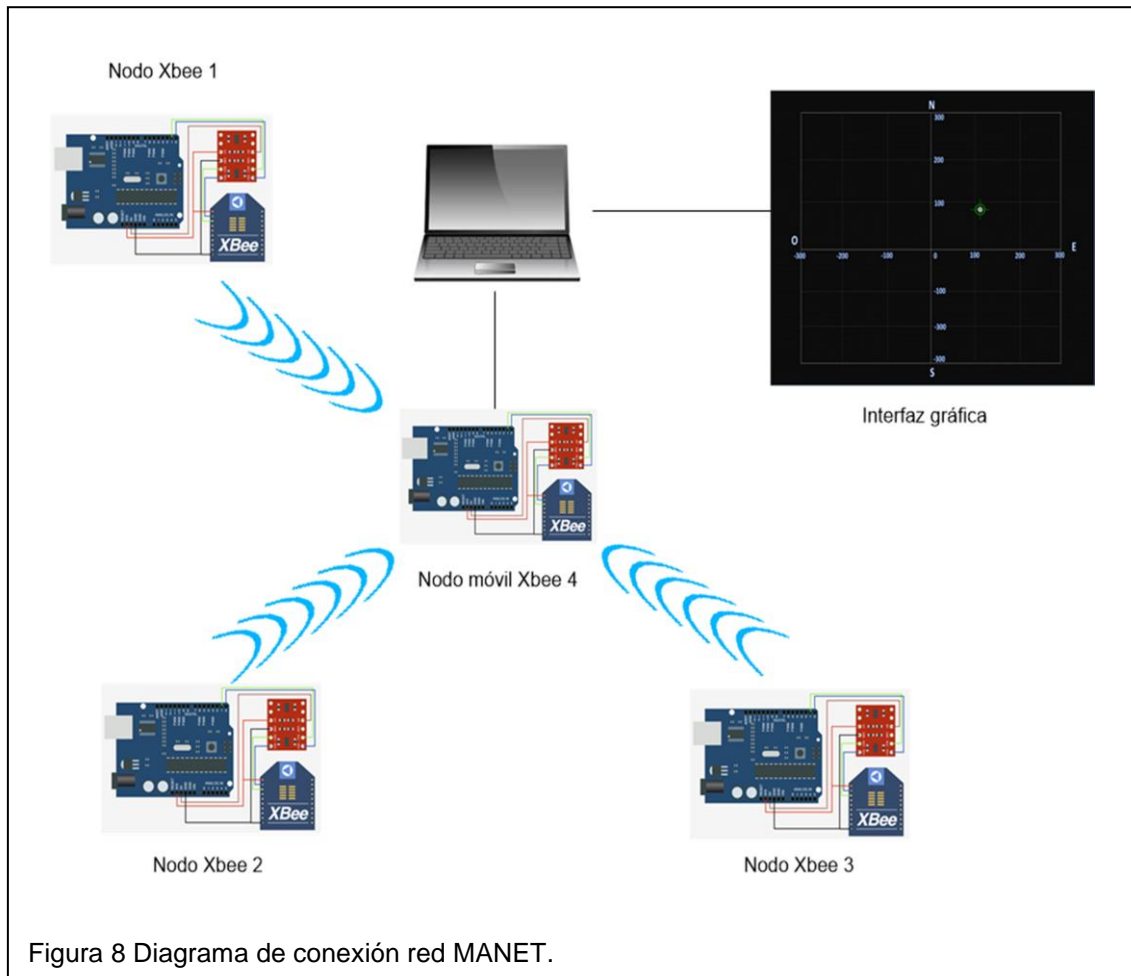 Nodo Xbee 1
XBee
N
300
200
100
O
E
-300
-200
-100
0
100
200
300
-100
-300
-300
S
Interfaz gráfica
XBee
Nodo móvil Xbee 4
XBee
Nodo Xbee 2
XBee
Nodo Xbee 3
Figura 8 Diagrama de conexión red MANET.